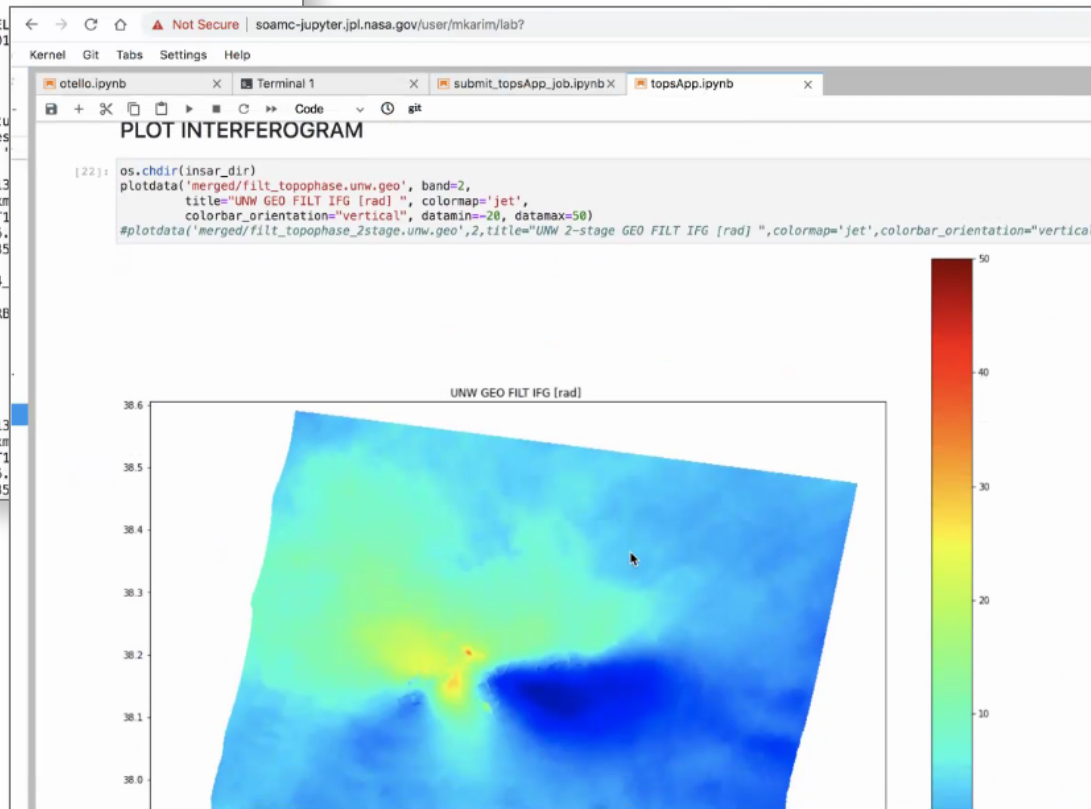 Not Secure | soamc-jupyter.jpl.nasa.gov/user/mkarim/lab?
Kernel Git Tabs Settings Help
otello.ipynb Terminal 1 submit_topsApp_job.ipynb topsApp.ipynb
Code git
PLOT INTERFEROGRAM
[22]: os.chdir(insar_dir)
plotdata('merged/filt_topophase.unw.geo', band=2,
title="UNW GEO FILT IFG [rad] ", colormap='jet',
colorbar_orientation="vertical", datamin=-20, datamax=50)
#plotdata('merged/filt_topophase_2stage.unw.geo',2,title="UNW 2-stage GEO FILT IFG [rad] ",colormap='jet',colorbar_orientation="vertica
50
40
30
20
10
UNW GEO FILT IFG [rad]
38.6
38.5
38.4
38.3
38.2
38.1
38.0